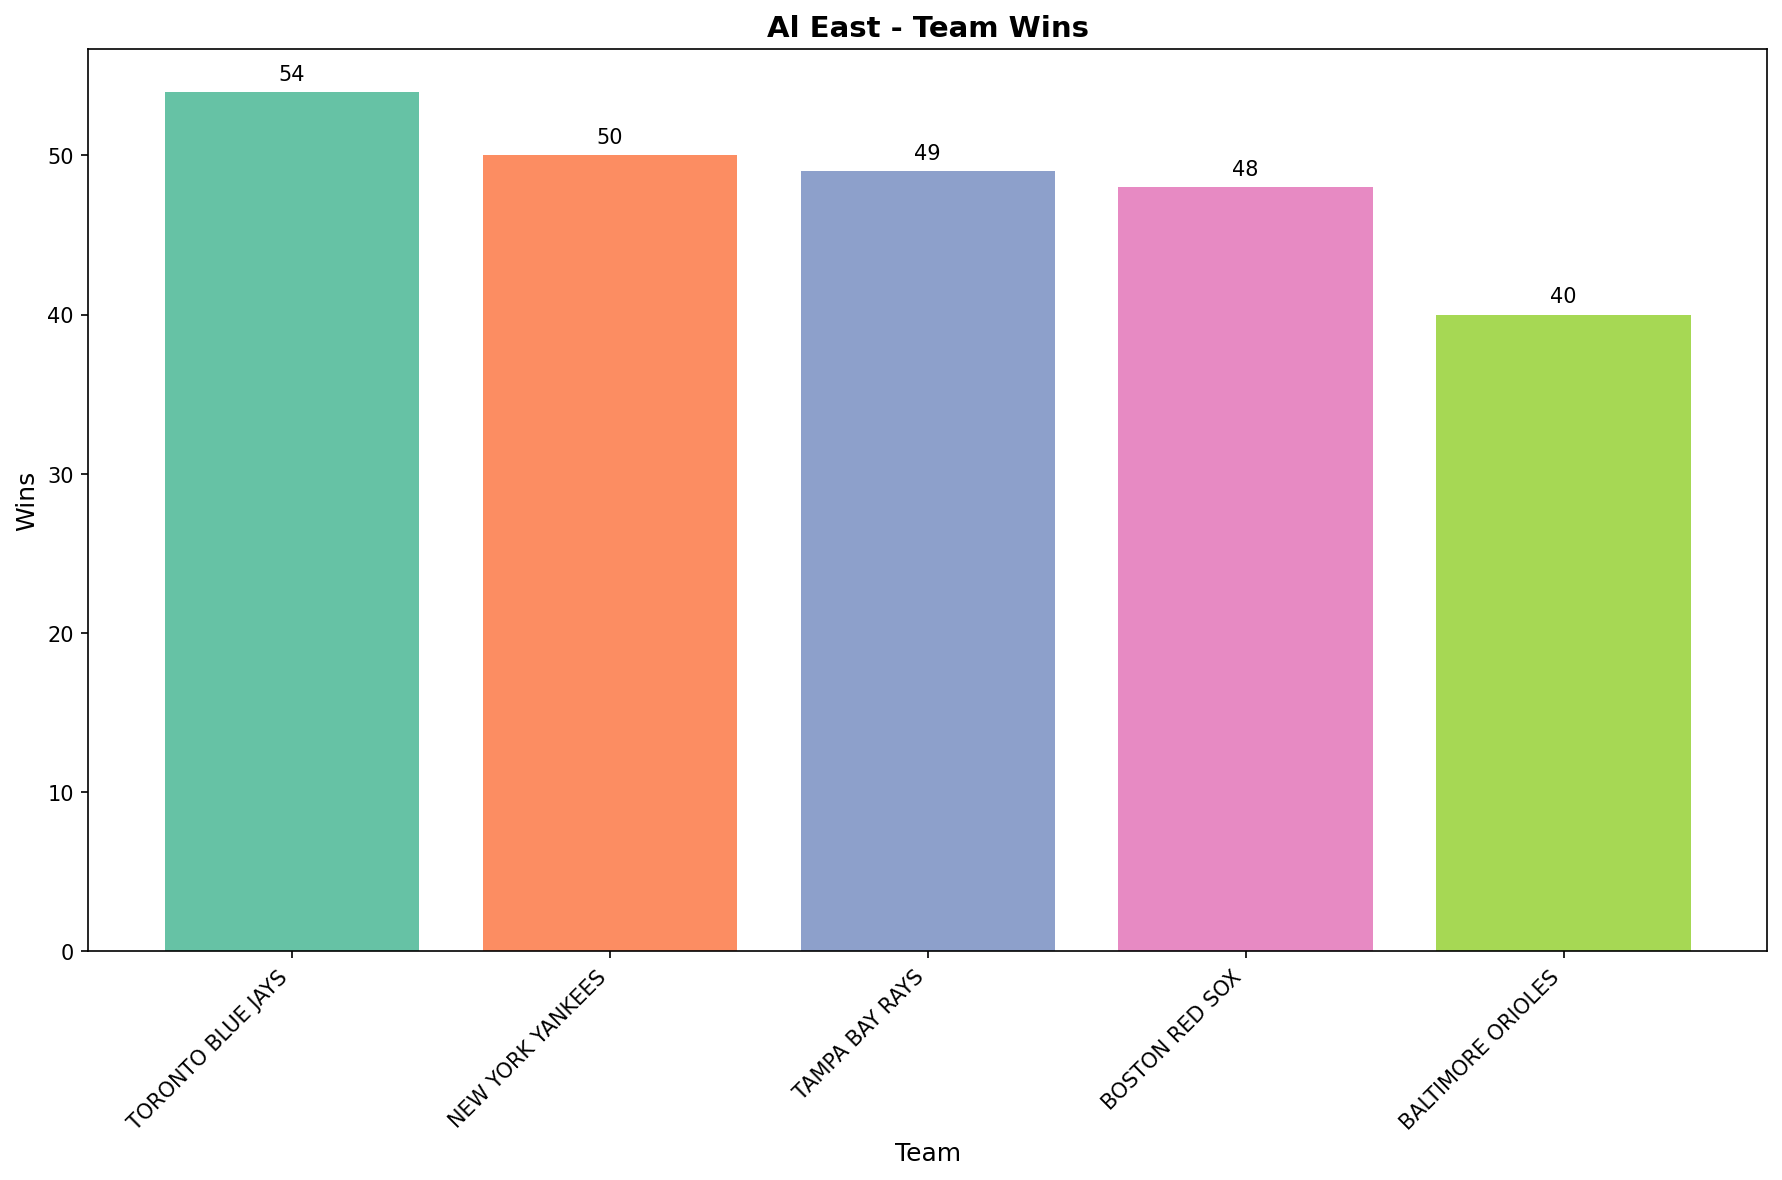 Al East - Team Wins
54
50
49
48
40
Wins
50
40
30
20
10
0
TORONTO BLUE JAYS
NEW YORK YANKEES
TAMPA BAY RAYS
BOSTON RED SOX
BALTIMORE ORIOLES
Team